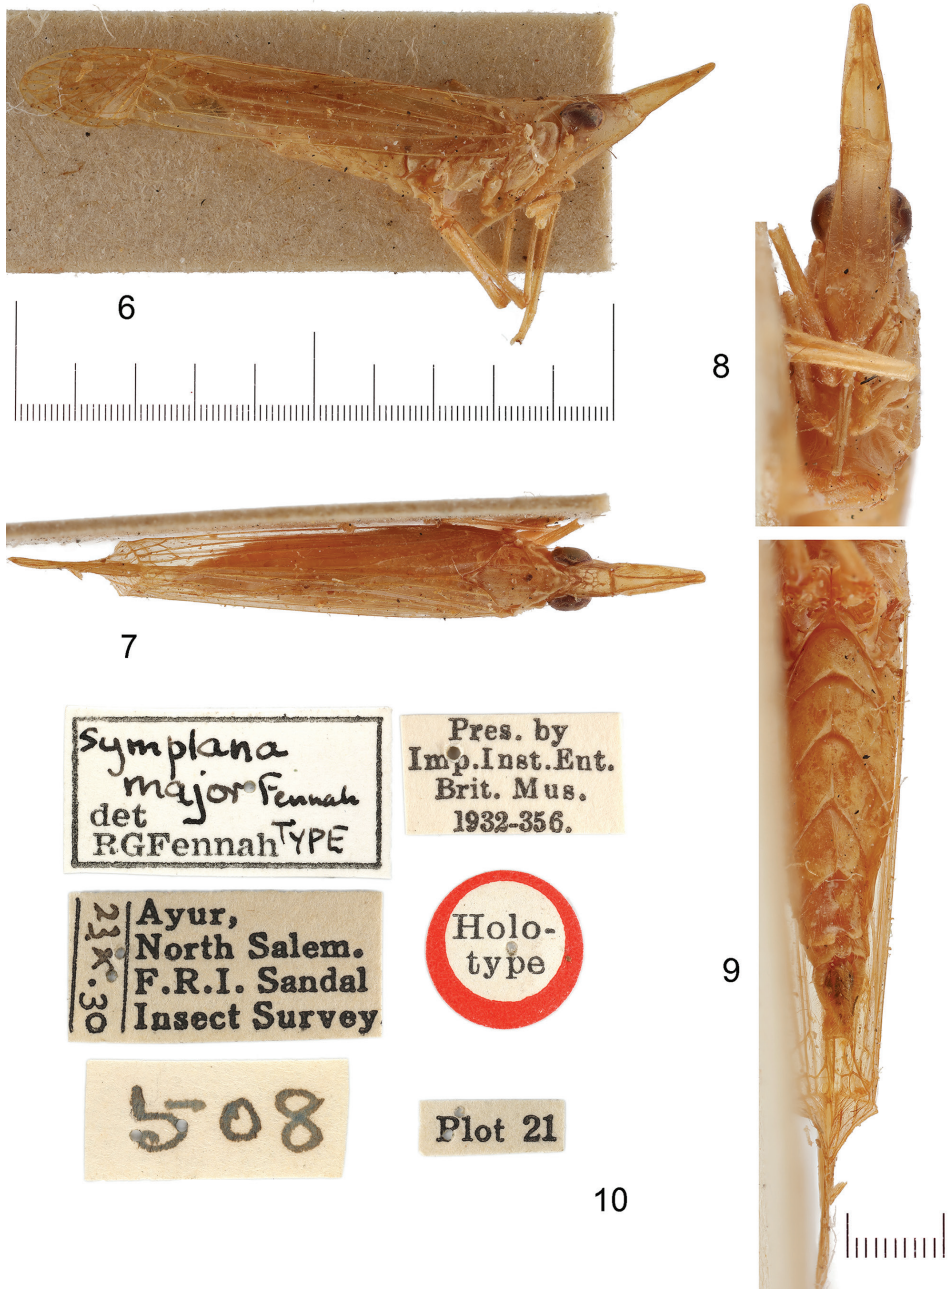 6
8
7
Symplana
major Fennah
det
RGFennah TYPE
Pres. by
Imp.Inst.Ent.
Brit. Mus.
1932-356.
23.X.30
Ayur,
North Salem.
F.R.I. Sandal
Insect Survey
Holo-
type
9
508
Plot 21
10